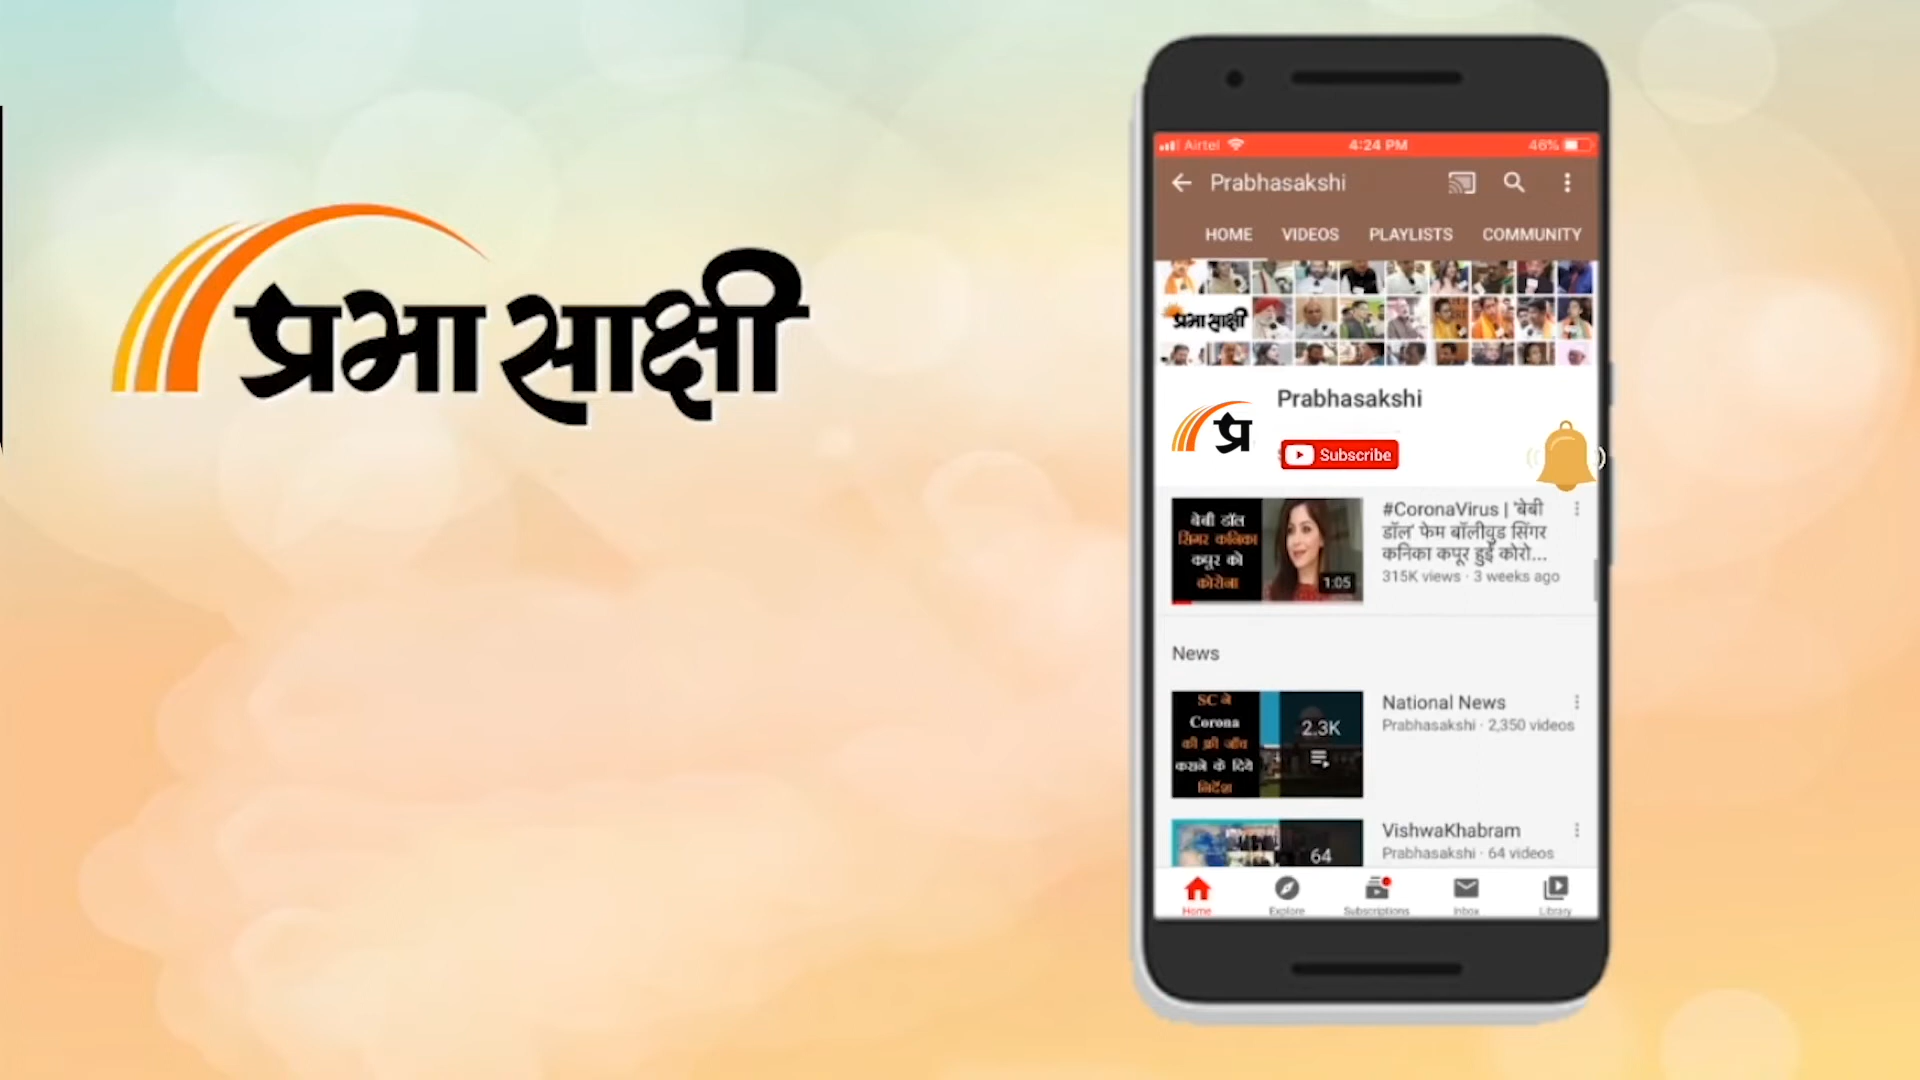 प्रभासाक्षी
Airtel 4:24 PM 46%
Prabhasakshi
HOME VIDEOS PLAYLISTS COMMUNITY
प्रभासाक्षी
Prabhasakshi
प्र
Subscribe
बेबी डॉल
सिंगर कनिका
कपूर को
कोरोना
1:05
#CoronaVirus | 'बेबी
डॉल' फेम बॉलीवुड सिंगर
कनिका कपूर हुईं कोरो...
315K views · 3 weeks ago
News
SC ने
Corona
की फ्री जाँच
कराने के दिये
निर्देश
2.3K
National News
Prabhasakshi · 2,350 videos
64
VishwaKhabram
Prabhasakshi · 64 videos
Home Explore Subscriptions Inbox Library